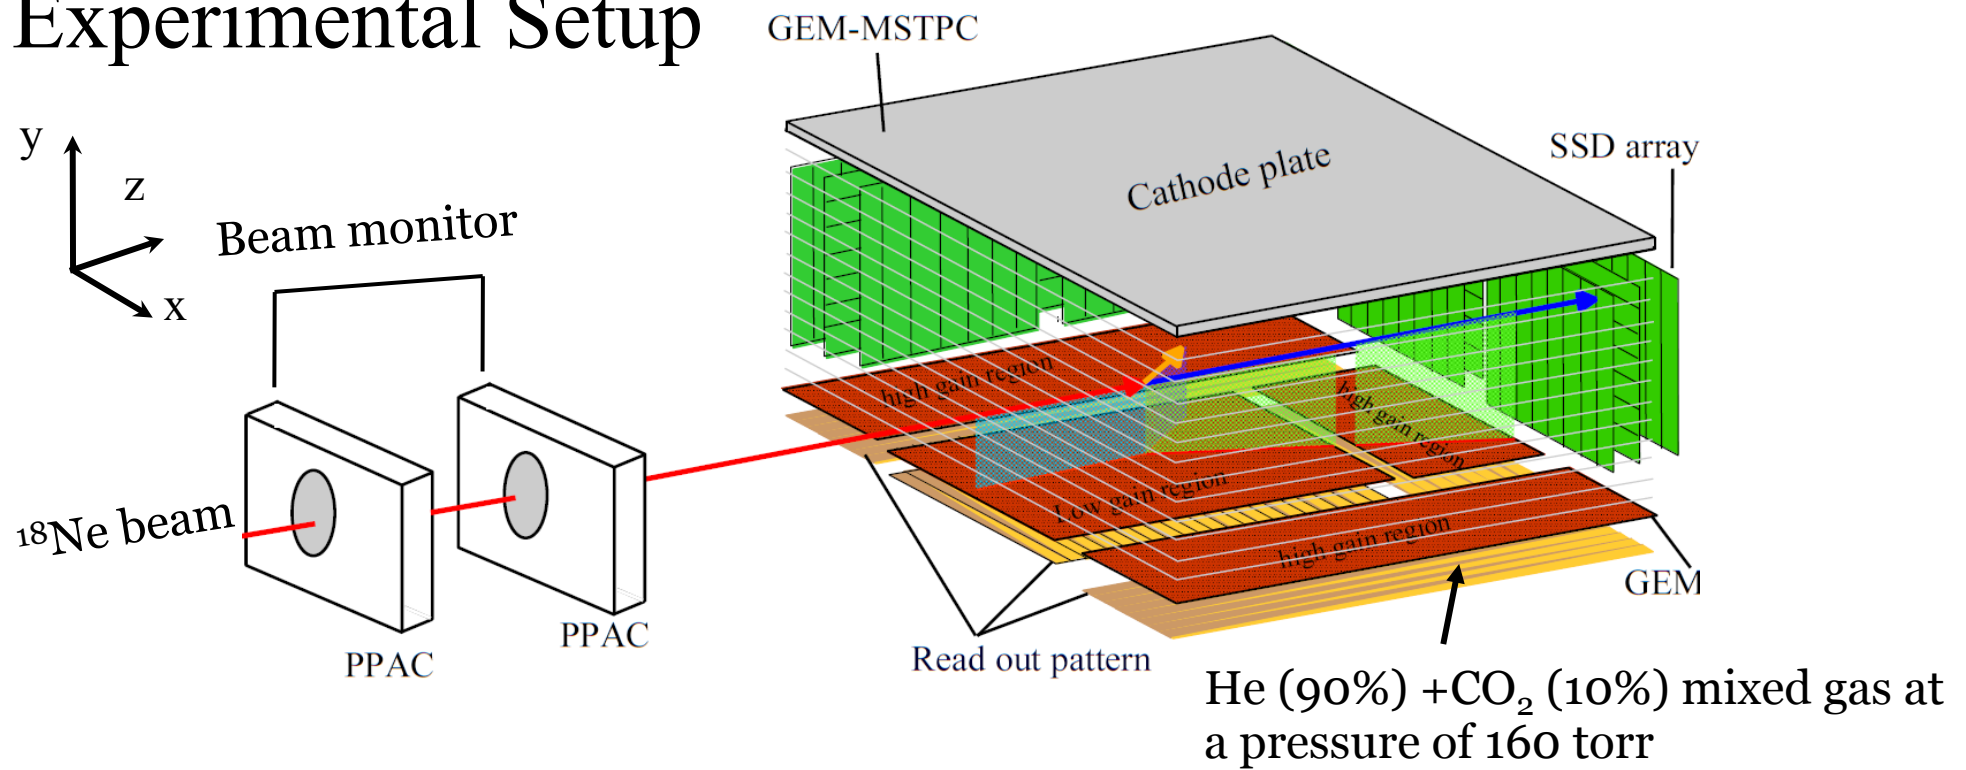 Experimental Setup
GEM-MSTPC
y
z
x
Beam monitor
SSD array
Cathode plate
high gain region
high gain region
Low gain region
high gain region
¹⁸Ne beam
PPAC
PPAC
GEM
Read out pattern
He (90%) +CO₂ (10%) mixed gas at
a pressure of 160 torr